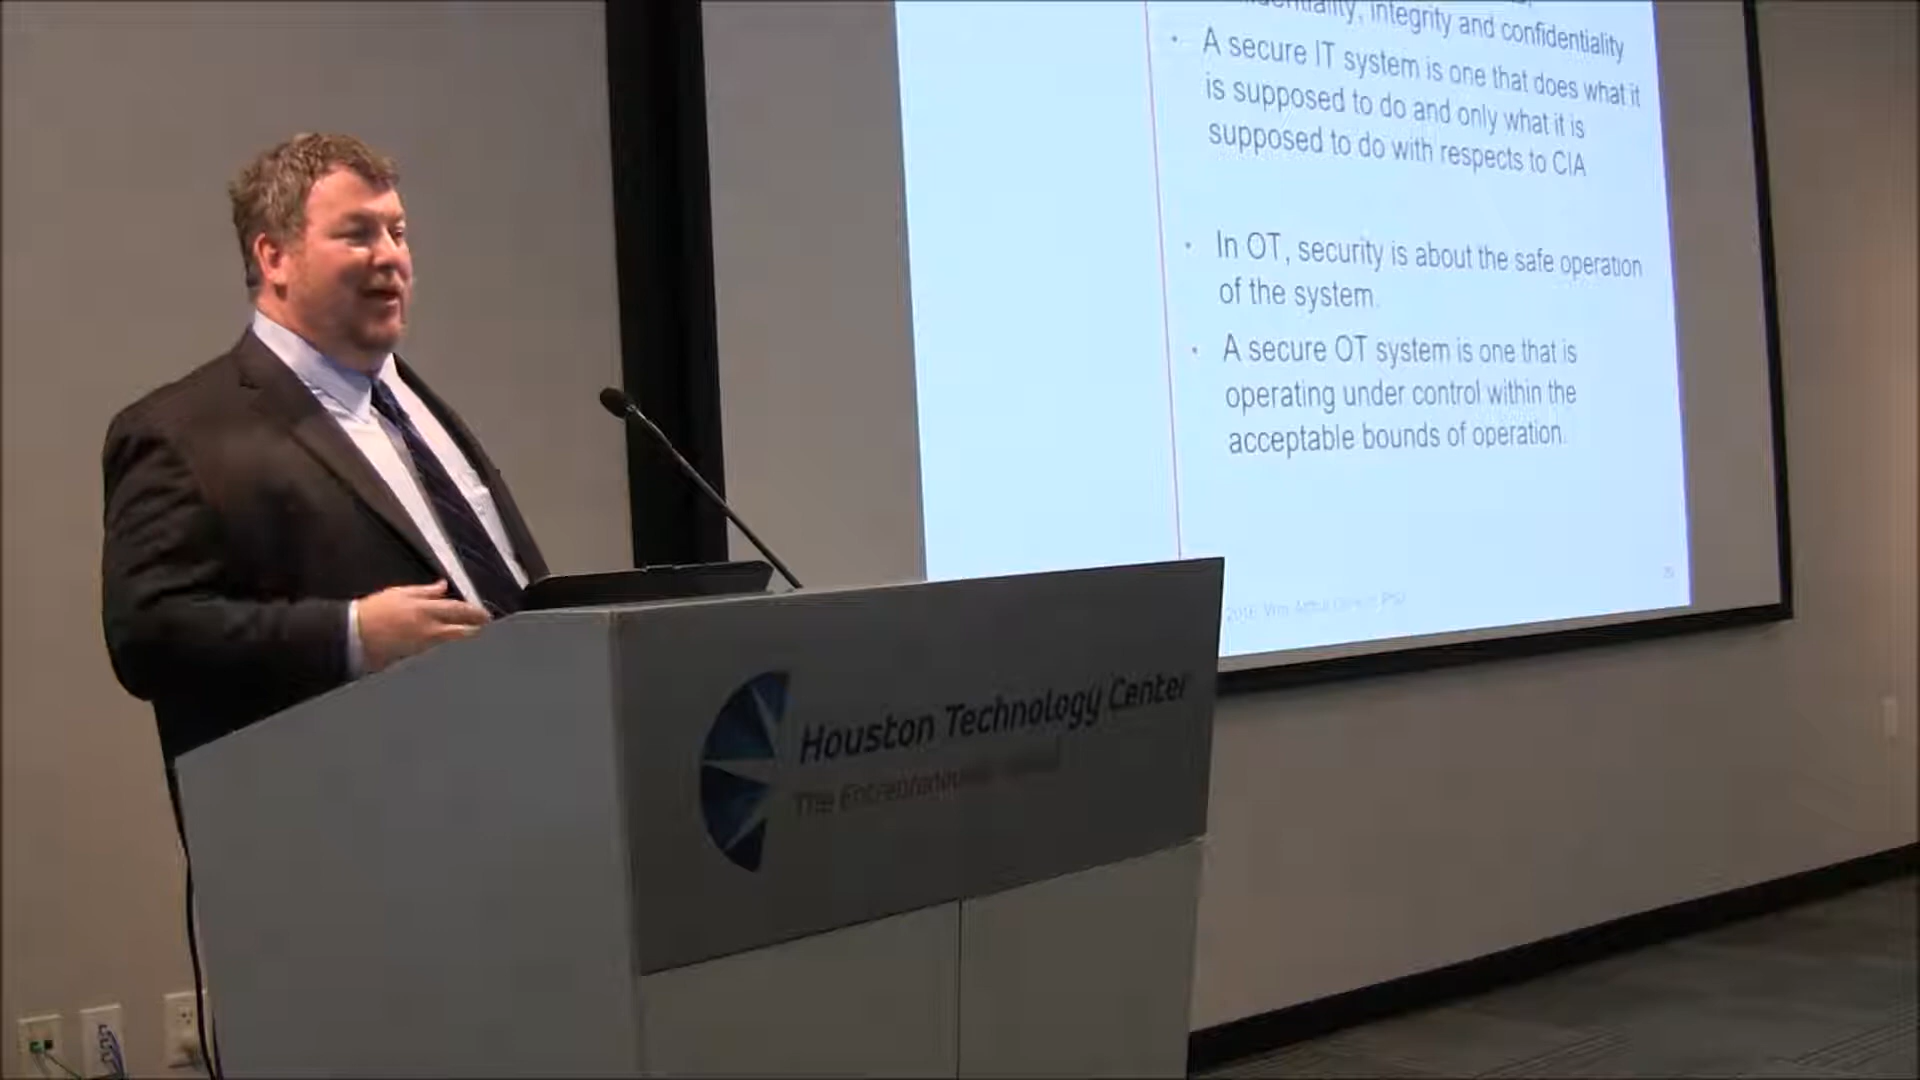 integrity and confidentiality
A secure IT system is one that does what it
is supposed to do and only what it is
supposed to do with respects to CIA
In OT, security is about the safe operation
of the system.
A secure OT system is one that is
operating under control within the
acceptable bounds of operation.
Houston Technology Center
The